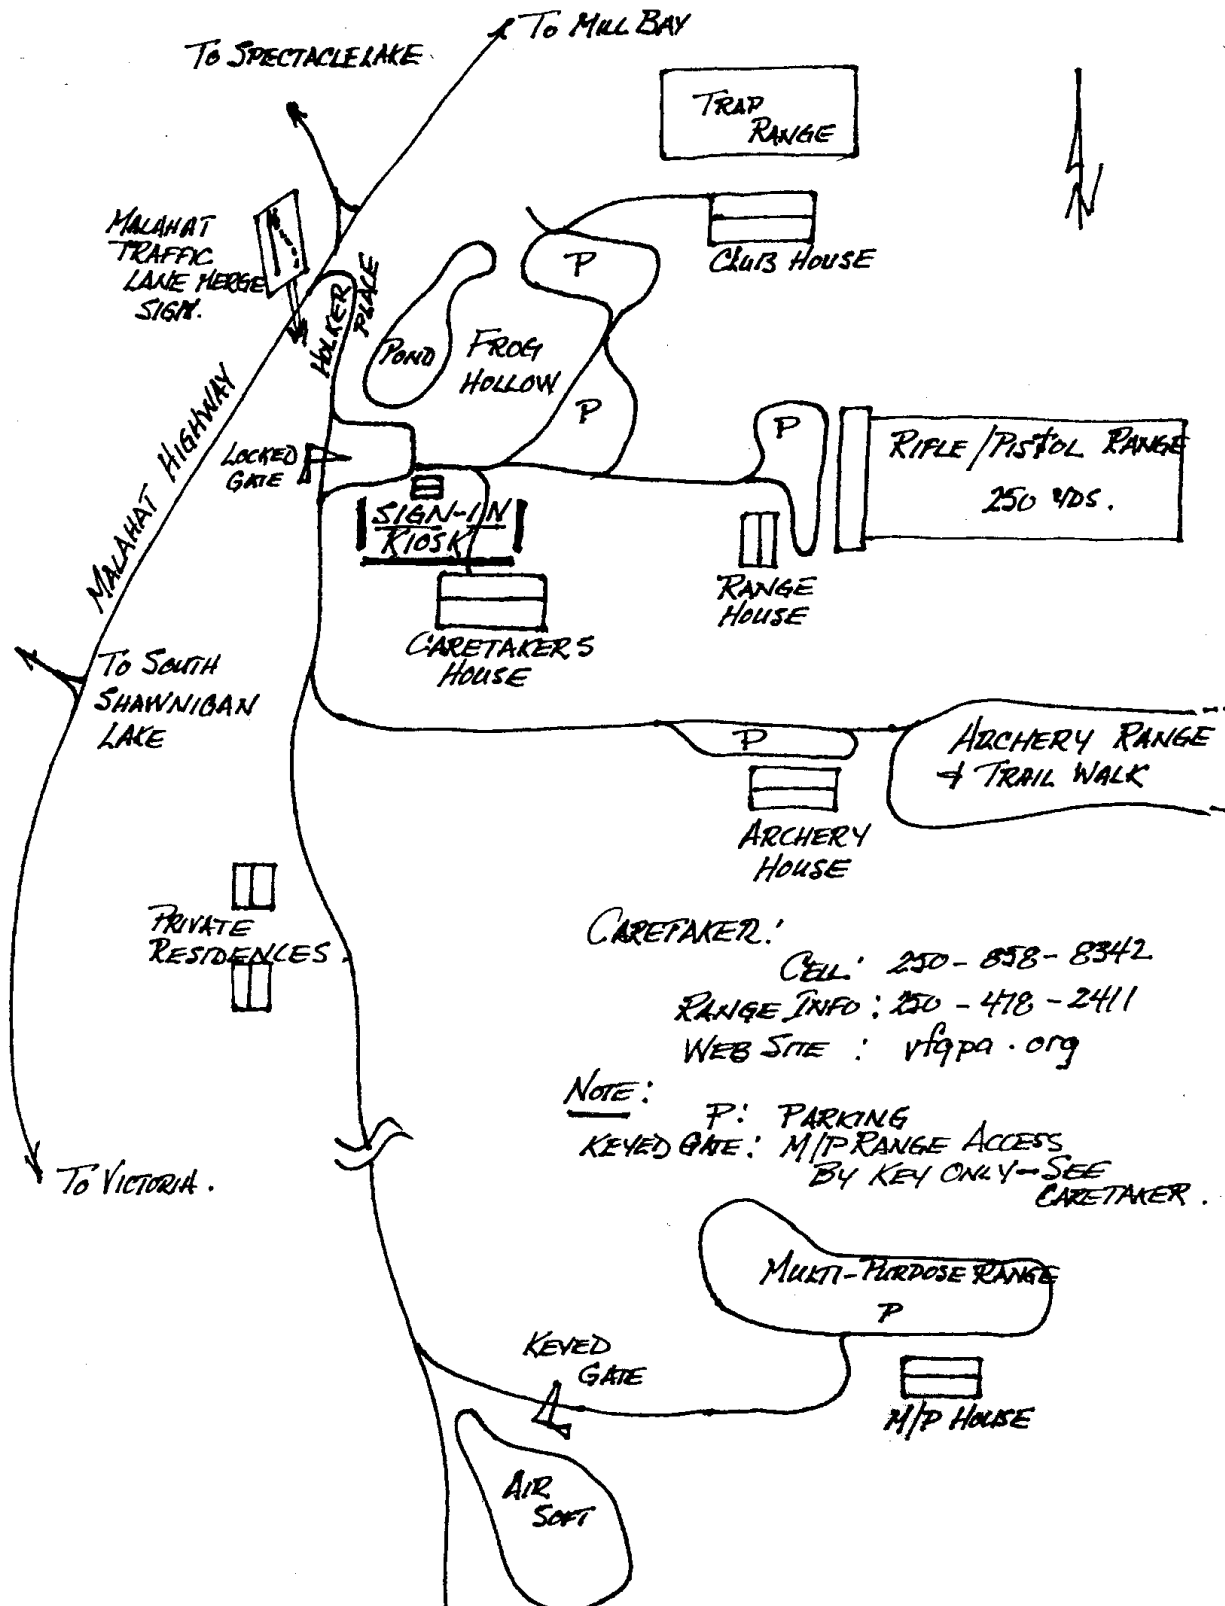 To MILL BAY
To SPECTACLE LAKE
TRAP
RANGE
N
MALAHAT
TRAFFIC
LANE MERGE
SIGN.
HOLKER
PLACE
P
CLUB HOUSE
POND
FROG
HOLLOW
P
P
RIFLE/PISTOL RANGE
250 YDS.
MALAHAT HIGHWAY
LOCKED
GATE
SIGN-IN
KIOSK
RANGE
HOUSE
CARETAKERS
HOUSE
To SOUTH
SHAWNIGAN
LAKE
P
ARCHERY RANGE
& TRAIL WALK
ARCHERY
HOUSE
PRIVATE
RESIDENCES
CARETAKER:
CELL: 250-858-8342
RANGE INFO: 250-478-2411
WEB SITE : vfgpa.org
NOTE:
P: PARKING
KEYED GATE: M/P RANGE ACCESS
BY KEY ONLY - SEE
CARETAKER.
To VICTORIA.
MULTI-PURPOSE RANGE
P
KEYED
GATE
M/P HOUSE
AIR
SOFT